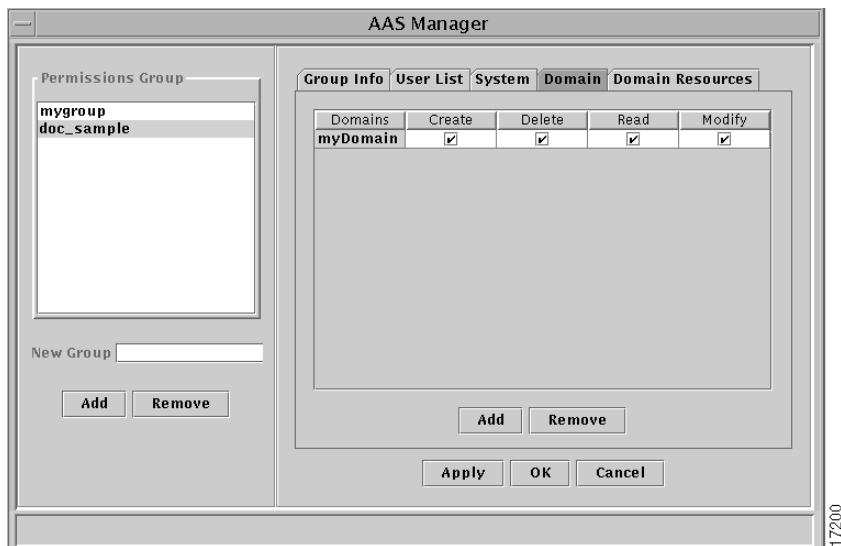 AAS Manager
Permissions Group
mygroup
doc_sample
New Group
Add Remove
Group Info User List System Domain Domain Resources
Domains Create Delete Read Modify
myDomain
Add Remove
Apply OK Cancel
17200